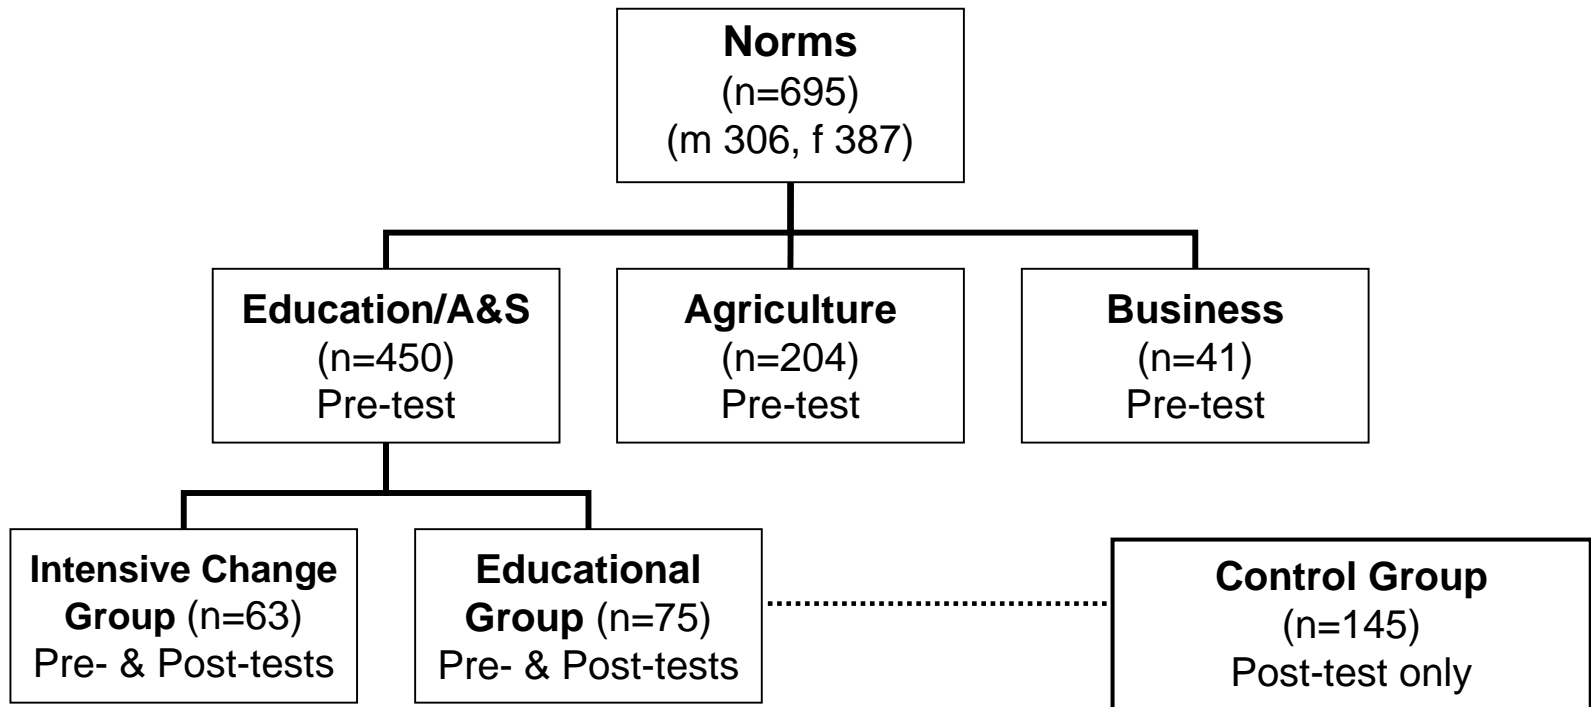 Norms
(n=695)
(m 306, f 387)
Education/A&S
(n=450)
Pre-test
Agriculture
(n=204)
Pre-test
Business
(n=41)
Pre-test
Intensive Change
Group (n=63)
Pre- & Post-tests
Educational
Group (n=75)
Pre- & Post-tests
Control Group
(n=145)
Post-test only